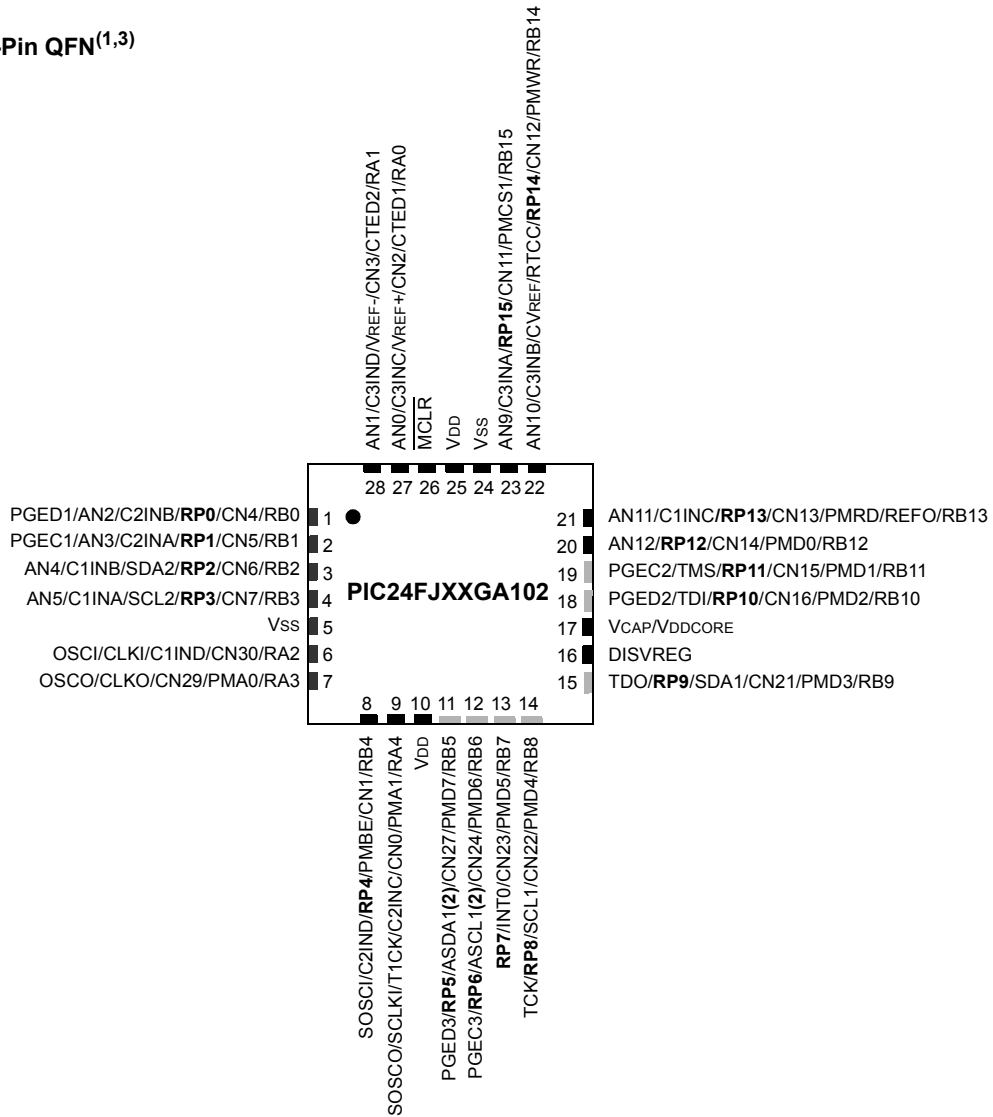 -Pin QFN(1,3)
AN1/C3IND/VREF-/CN3/CTED2/RA1
AN0/C3INC/VREF+/CN2/CTED1/RA0
MCLR
VDD
VSS
AN9/C3INA/RP15/CN11/PMCS1/RB15
AN10/C3INB/CVREF/RTCC/RP14/CN12/PMWR/RB14
28 27 26 25 24 23 22
PGED1/AN2/C2INB/RP0/CN4/RB0 1
PGEC1/AN3/C2INA/RP1/CN5/RB1 2
AN4/C1INB/SDA2/RP2/CN6/RB2 3
AN5/C1INA/SCL2/RP3/CN7/RB3 4
VSS 5
OSCI/CLKI/C1IND/CN30/RA2 6
OSCO/CLKO/CN29/PMA0/RA3 7
PIC24FJXXGA102
21 AN11/C1INC/RP13/CN13/PMRD/REFO/RB13
20 AN12/RP12/CN14/PMD0/RB12
19 PGEC2/TMS/RP11/CN15/PMD1/RB11
18 PGED2/TDI/RP10/CN16/PMD2/RB10
17 VCAP/VDDCORE
16 DISVREG
15 TDO/RP9/SDA1/CN21/PMD3/RB9
8 9 10 11 12 13 14
SOSCI/C2IND/RP4/PMBE/CN1/RB4
SOSCO/SCLKI/T1CK/C2INC/CN0/PMA1/RA4
VDD
PGED3/RP5/ASDA1(2)/CN27/PMD7/RB5
PGEC3/RP6/ASCL1(2)/CN24/PMD6/RB6
RP7/INT0/CN23/PMD5/RB7
TCK/RP8/SCL1/CN22/PMD4/RB8